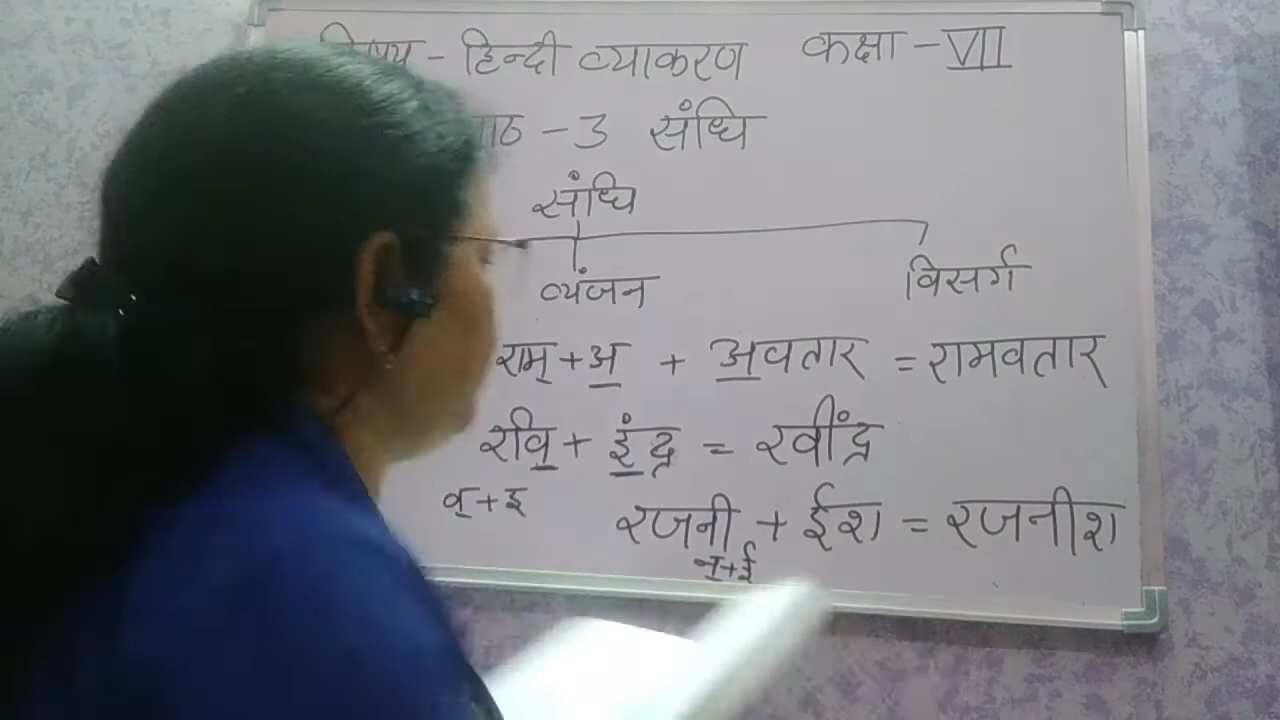 - हिन्दी व्याकरण कक्षा - VII
- 3 संधि
संधि
व्यंजन विसर्ग
राम् + अ + अवतार = रामवतार
रवि + इंद्र = रवींद्र
व् + इ
रजनी + ईश = रजनीश
न् + ई